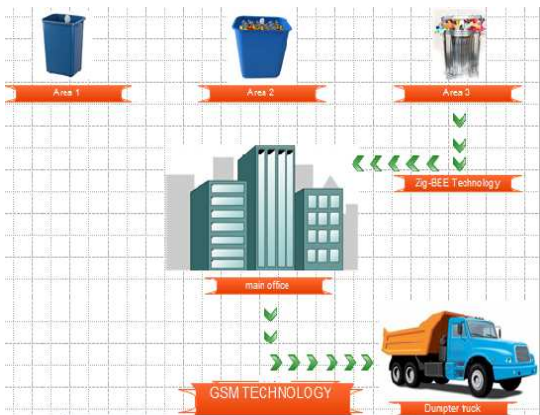 Area 1
Area 2
Area 3
Zig-BEE Technology
main office
GSM TECHNOLOGY
Dumpter truck